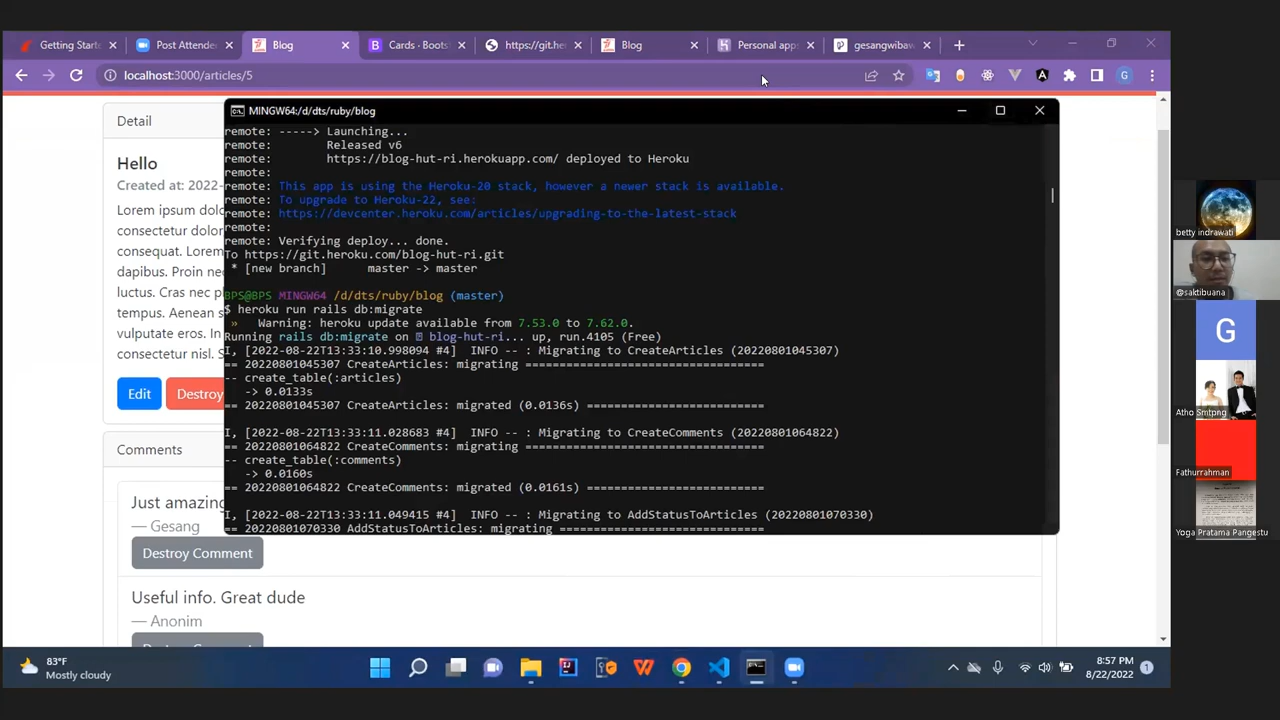 Getting Starte
Post Attende
Blog
Cards · Boots
https://git.he
Blog
Personal apps
gesangwibaw
localhost:3000/articles/5
G
MINGW64:/d/dts/ruby/blog
Detail
Hello
Created at: 2022-
Lorem ipsum dolo
consectetur dolo
consequat. Lorem
dapibus. Proin ne
luctus. Cras nec p
tempus. Aenean s
vulputate eros. In
consectetur nisl. S
Edit
Destroy
Comments
Just amazing
— Gesang
Destroy Comment
Useful info. Great dude
— Anonim
remote: -----> Launching...
remote:        Released v6
remote:        https://blog-hut-ri.herokuapp.com/ deployed to Heroku
remote:
remote: This app is using the Heroku-20 stack, however a newer stack is available.
remote: To upgrade to Heroku-22, see:
remote: https://devcenter.heroku.com/articles/upgrading-to-the-latest-stack
remote:
remote: Verifying deploy... done.
To https://git.heroku.com/blog-hut-ri.git
 * [new branch]      master -> master
BPS@BPS MINGW64 /d/dts/ruby/blog (master)
$ heroku run rails db:migrate
 »   Warning: heroku update available from 7.53.0 to 7.62.0.
Running rails db:migrate on blog-hut-ri... up, run.4105 (Free)
I, [2022-08-22T13:33:10.998094 #4]  INFO -- : Migrating to CreateArticles (20220801045307)
== 20220801045307 CreateArticles: migrating ===================================
-- create_table(:articles)
   -> 0.0133s
== 20220801045307 CreateArticles: migrated (0.0136s) ==========================
I, [2022-08-22T13:33:11.028683 #4]  INFO -- : Migrating to CreateComments (20220801064822)
== 20220801064822 CreateComments: migrating ===================================
-- create_table(:comments)
   -> 0.0160s
== 20220801064822 CreateComments: migrated (0.0161s) ==========================
I, [2022-08-22T13:33:11.049415 #4]  INFO -- : Migrating to AddStatusToArticles (20220801070330)
== 20220801070330 AddStatusToArticles: migrating ==============================
betty indrawati
@saktibuana
G
Atho Smtpng
Fathurrahman
Yoga Pratama Pangestu
83°F
Mostly cloudy
8:57 PM
8/22/2022
1